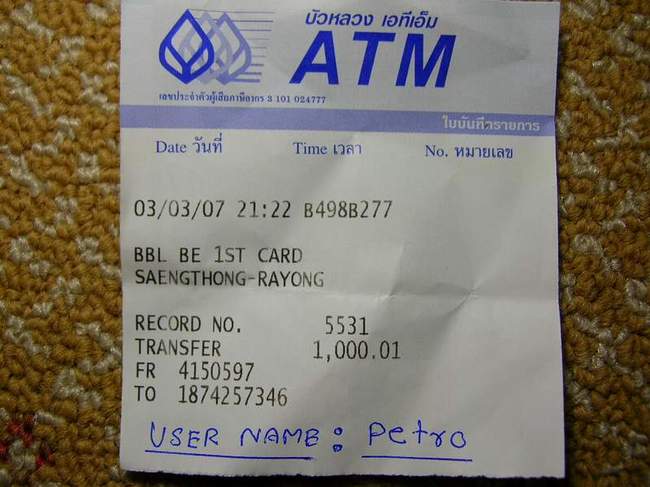 บัวหลวง เอทีเอ็ม
ATM
เลขประจำตัวผู้เสียภาษีอากร 3 101 024777
ใบบันทึกรายการ
Date วันที่ Time เวลา No. หมายเลข
03/03/07 21:22 B498B277
BBL BE 1ST CARD
SAENGTHONG-RAYONG
RECORD NO. 5531
TRANSFER 1,000.01
FR 4150597
TO 1874257346
USER NAME: Petro